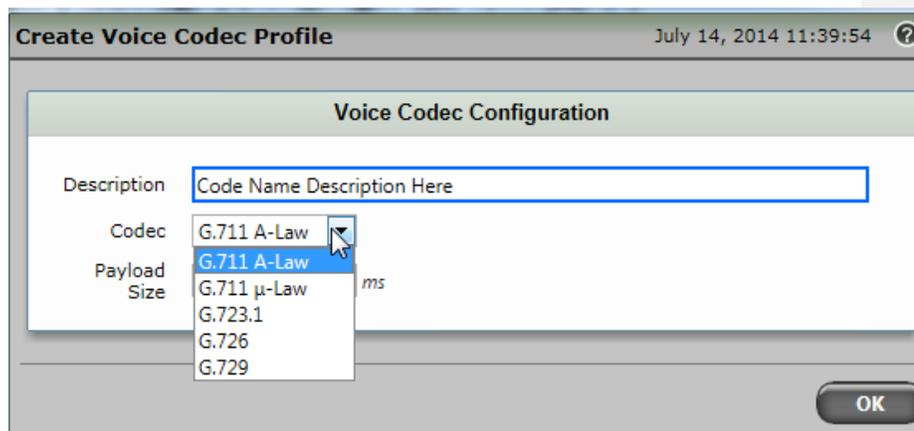 Create Voice Codec Profile July 14, 2014 11:39:54 ?
Voice Codec Configuration
Description Code Name Description Here
Codec G.711 A-Law
G.711 A-Law
Payload Size ms
G.711 µ-Law
G.723.1
G.726
G.729
OK